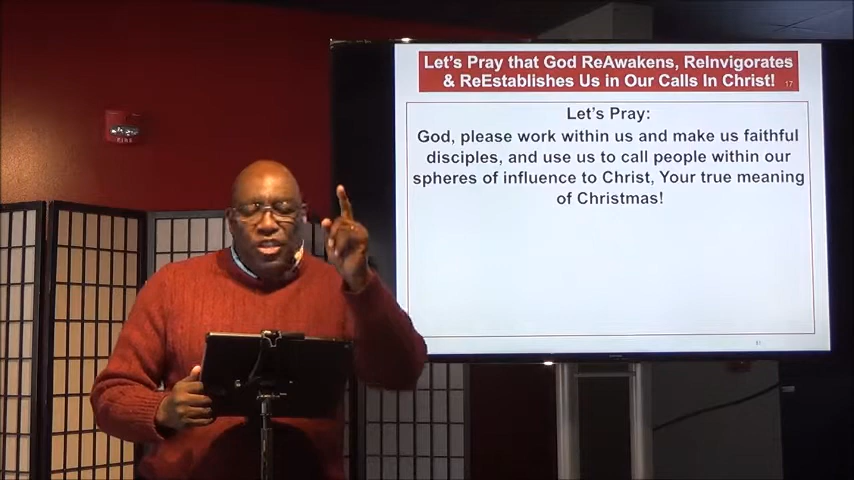 Let's Pray that God ReAwakens, ReInvigorates
& ReEstablishes Us in Our Calls In Christ!
17
Let's Pray:
God, please work within us and make us faithful
disciples, and use us to call people within our
spheres of influence to Christ, Your true meaning
of Christmas!
FIRE